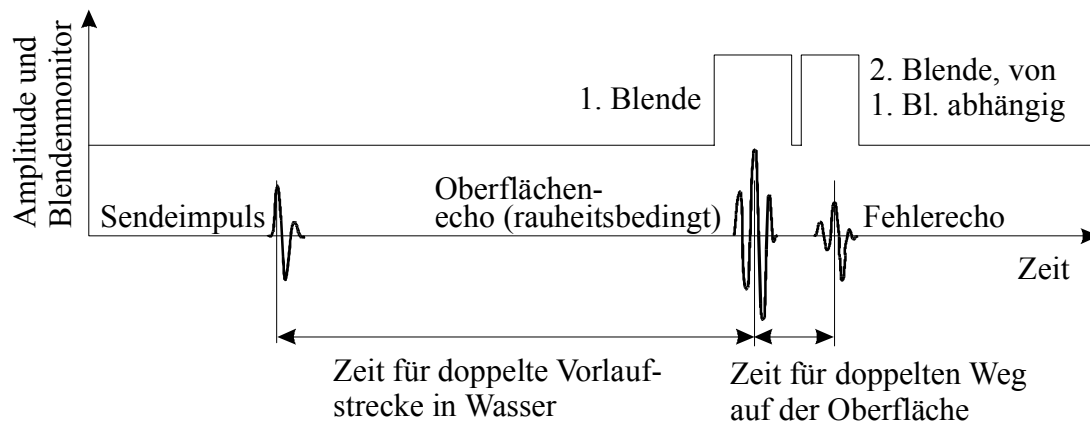 Amplitude und
Blendenmonitor
1. Blende
2. Blende, von
1. Bl. abhängig
Sendeimpuls
Oberflächen-
echo (rauheitsbedingt)
Fehlerecho
Zeit
Zeit für doppelte Vorlauf-
strecke in Wasser
Zeit für doppelten Weg
auf der Oberfläche